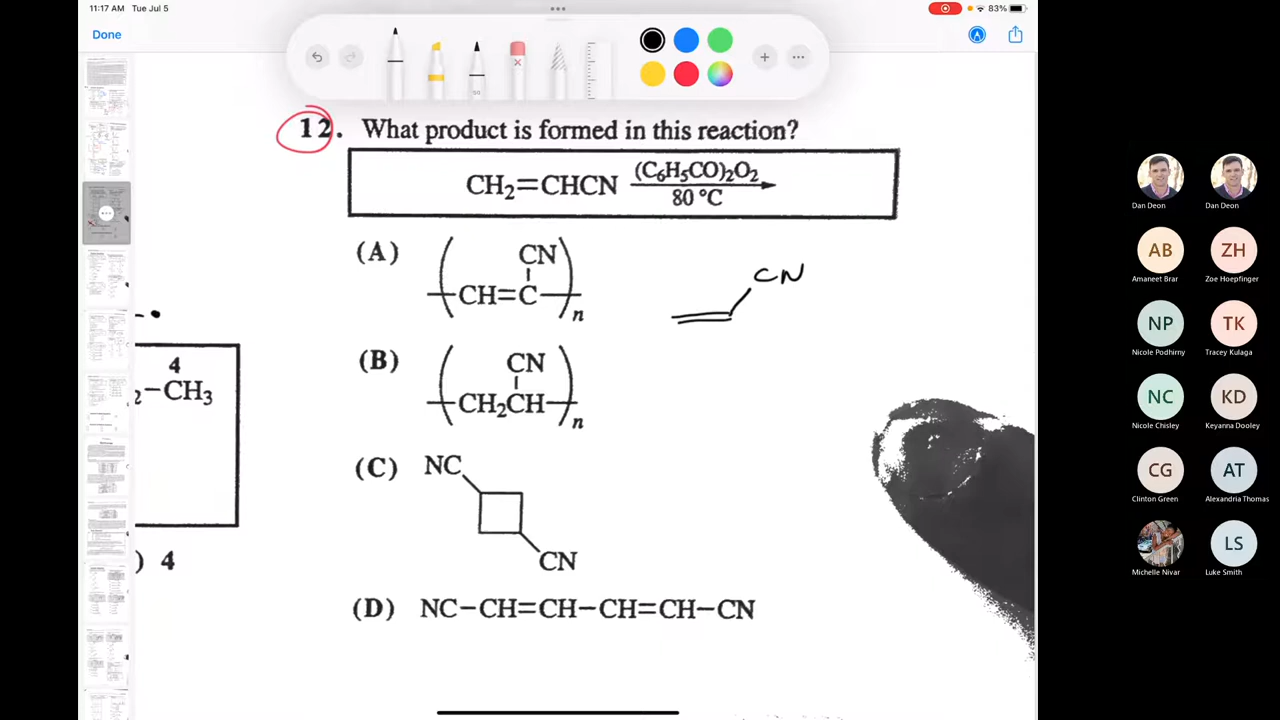 11:17 AM Tue Jul 5
83%
Done
12. What product is formed in this reaction?
CH₂=CHCN (C₆H₅CO)₂O₂
80 °C
(A) CN
CH=C
n
CN
(B) CN
CH₂CH
n
(C) NC
CN
(D) NC–CH=CH–CH=CH–CN
4
₂–CH₃
) 4
Dan Deon
Dan Deon
AB
Amaneet Brar
ZH
Zoe Hoepfinger
NP
Nicole Podhirny
TK
Tracey Kulaga
NC
Nicole Chisley
KD
Keyanna Dooley
CG
Clinton Green
AT
Alexandria Thomas
Michelle Nivar
LS
Luke Smith